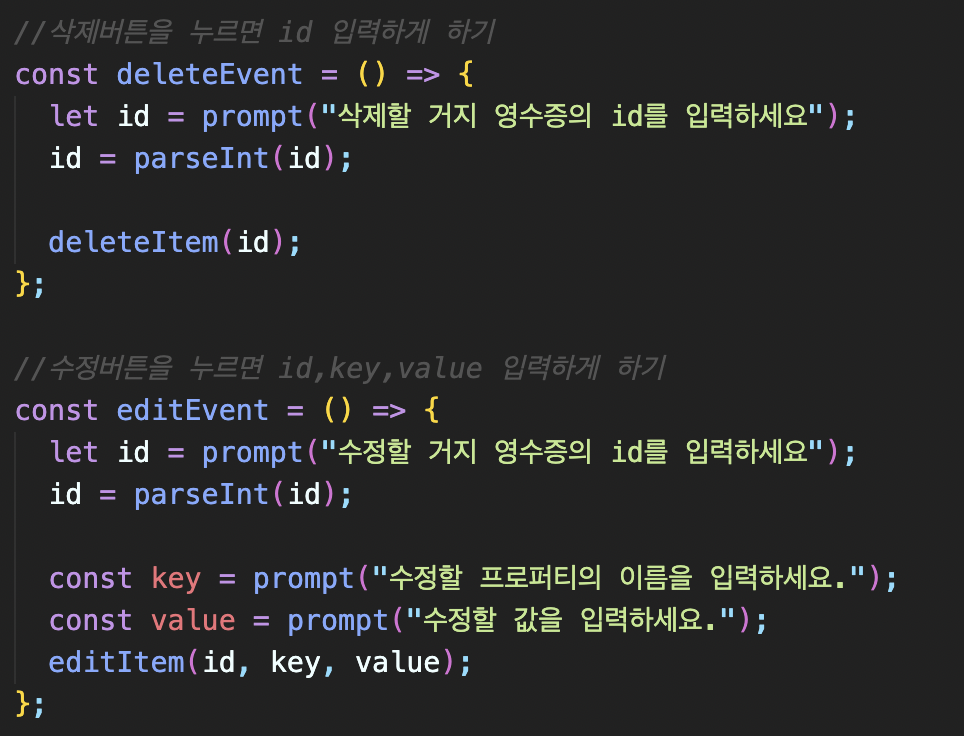 //삭제버튼을 누르면 id 입력하게 하기
const deleteEvent = () => {
let id = prompt("삭제할 거지 영수증의 id를 입력하세요");
id = parseInt(id);
deleteItem(id);
};
//수정버튼을 누르면 id,key,value 입력하게 하기
const editEvent = () => {
let id = prompt("수정할 거지 영수증의 id를 입력하세요");
id = parseInt(id);
const key = prompt("수정할 프로퍼티의 이름을 입력하세요.");
const value = prompt("수정할 값을 입력하세요.");
editItem(id, key, value);
};